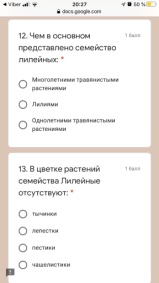 Viber
20:27
50 %
docs.google.com
12. Чем в основном
1 балл
представлено семейство
лилейных: *
Многолетними травянистыми
растениями
Лилиями
Однолетними травянистыми
растениями
13. В цветке растений
1 балл
семейства Лилейные
отсутствуют: *
тычинки
лепестки
пестики
чашелистики